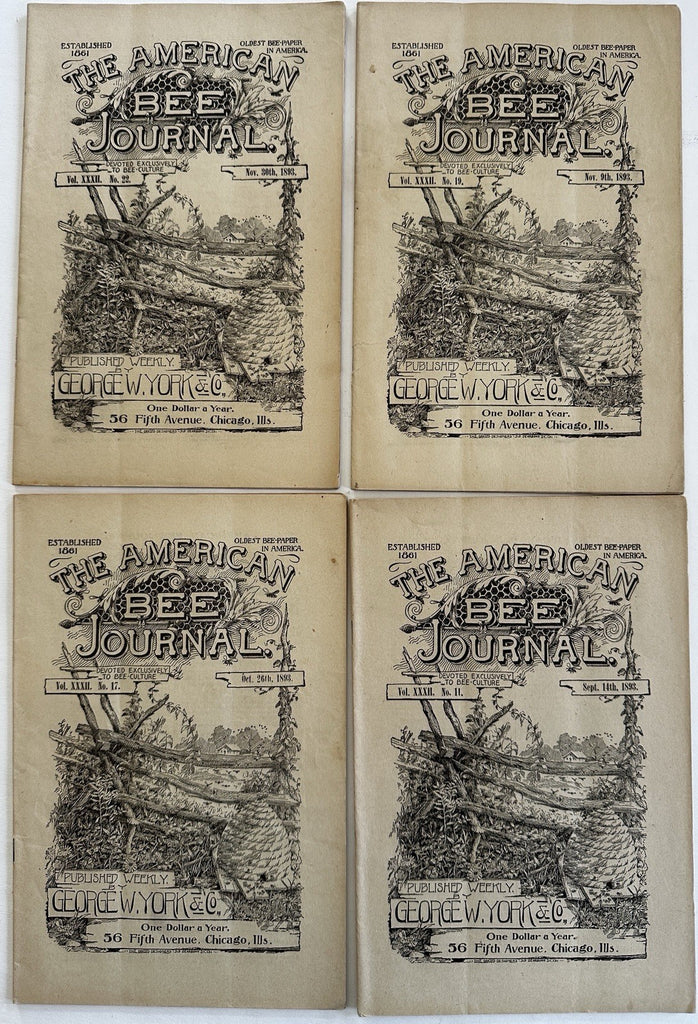 ESTABLISHED
1861
OLDEST BEE-PAPER
IN AMERICA.
THE AMERICAN
BEE
JOURNAL.
DEVOTED EXCLUSIVELY
TO BEE-CULTURE
Vol. XXXII. No. 22.
Nov. 30th, 1893.
PUBLISHED WEEKLY.
BY
GEORGE W. YORK & Co.,
One Dollar a Year.
56 Fifth Avenue, Chicago, Ills.
ESTABLISHED
1861
OLDEST BEE-PAPER
IN AMERICA.
THE AMERICAN
BEE
JOURNAL.
DEVOTED EXCLUSIVELY
TO BEE-CULTURE
Vol. XXXII. No. 19.
Nov. 9th, 1893.
PUBLISHED WEEKLY.
BY
GEORGE W. YORK & Co.,
One Dollar a Year.
56 Fifth Avenue, Chicago, Ills.
ESTABLISHED
1861
OLDEST BEE-PAPER
IN AMERICA.
THE AMERICAN
BEE
JOURNAL.
DEVOTED EXCLUSIVELY
TO BEE-CULTURE
Vol. XXXII. No. 17.
Oct. 26th, 1893.
PUBLISHED WEEKLY.
BY
GEORGE W. YORK & Co.,
One Dollar a Year.
56 Fifth Avenue, Chicago, Ills.
ESTABLISHED
1861
OLDEST BEE-PAPER
IN AMERICA.
THE AMERICAN
BEE
JOURNAL.
DEVOTED EXCLUSIVELY
TO BEE-CULTURE
Vol. XXXII. No. 11.
Sept. 14th, 1893.
PUBLISHED WEEKLY.
BY
GEORGE W. YORK & Co.,
One Dollar a Year.
56 Fifth Avenue, Chicago, Ills.